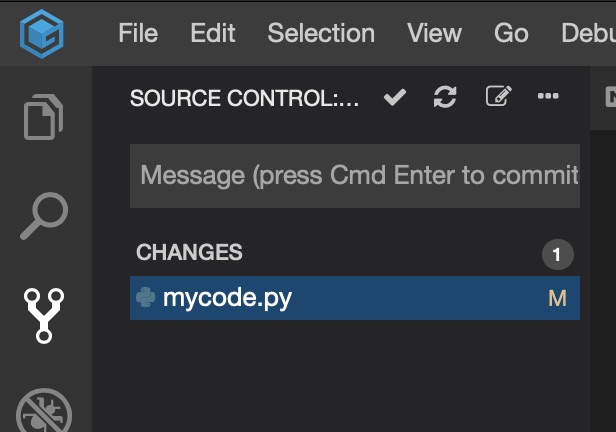 File Edit Selection View Go Debu
SOURCE CONTROL:...
Message (press Cmd Enter to commit
CHANGES 1
mycode.py M